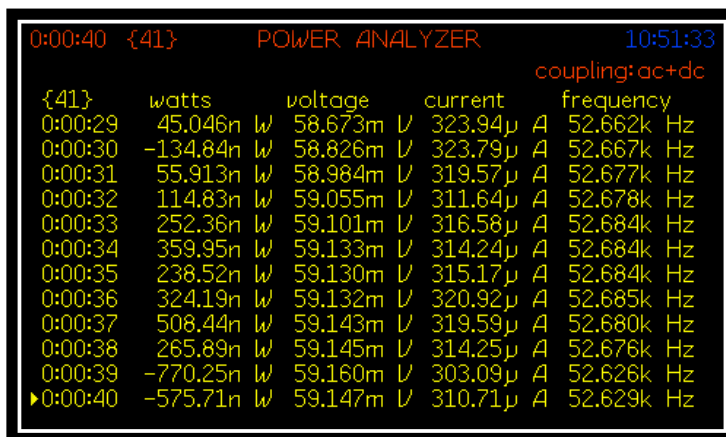 0:00:40 {41} POWER ANALYZER 10:51:33
coupling:ac+dc
{41} watts voltage current frequency
0:00:29 45.046n W 58.673m V 323.94µ A 52.662k Hz
0:00:30 -134.84n W 58.826m V 323.79µ A 52.667k Hz
0:00:31 55.913n W 58.984m V 319.57µ A 52.677k Hz
0:00:32 114.83n W 59.055m V 311.64µ A 52.678k Hz
0:00:33 252.36n W 59.101m V 316.58µ A 52.684k Hz
0:00:34 359.95n W 59.133m V 314.24µ A 52.684k Hz
0:00:35 238.52n W 59.130m V 315.17µ A 52.684k Hz
0:00:36 324.19n W 59.132m V 320.92µ A 52.685k Hz
0:00:37 508.44n W 59.143m V 319.59µ A 52.680k Hz
0:00:38 265.89n W 59.145m V 314.25µ A 52.676k Hz
0:00:39 -770.25n W 59.160m V 303.09µ A 52.626k Hz
0:00:40 -575.71n W 59.147m V 310.71µ A 52.629k Hz